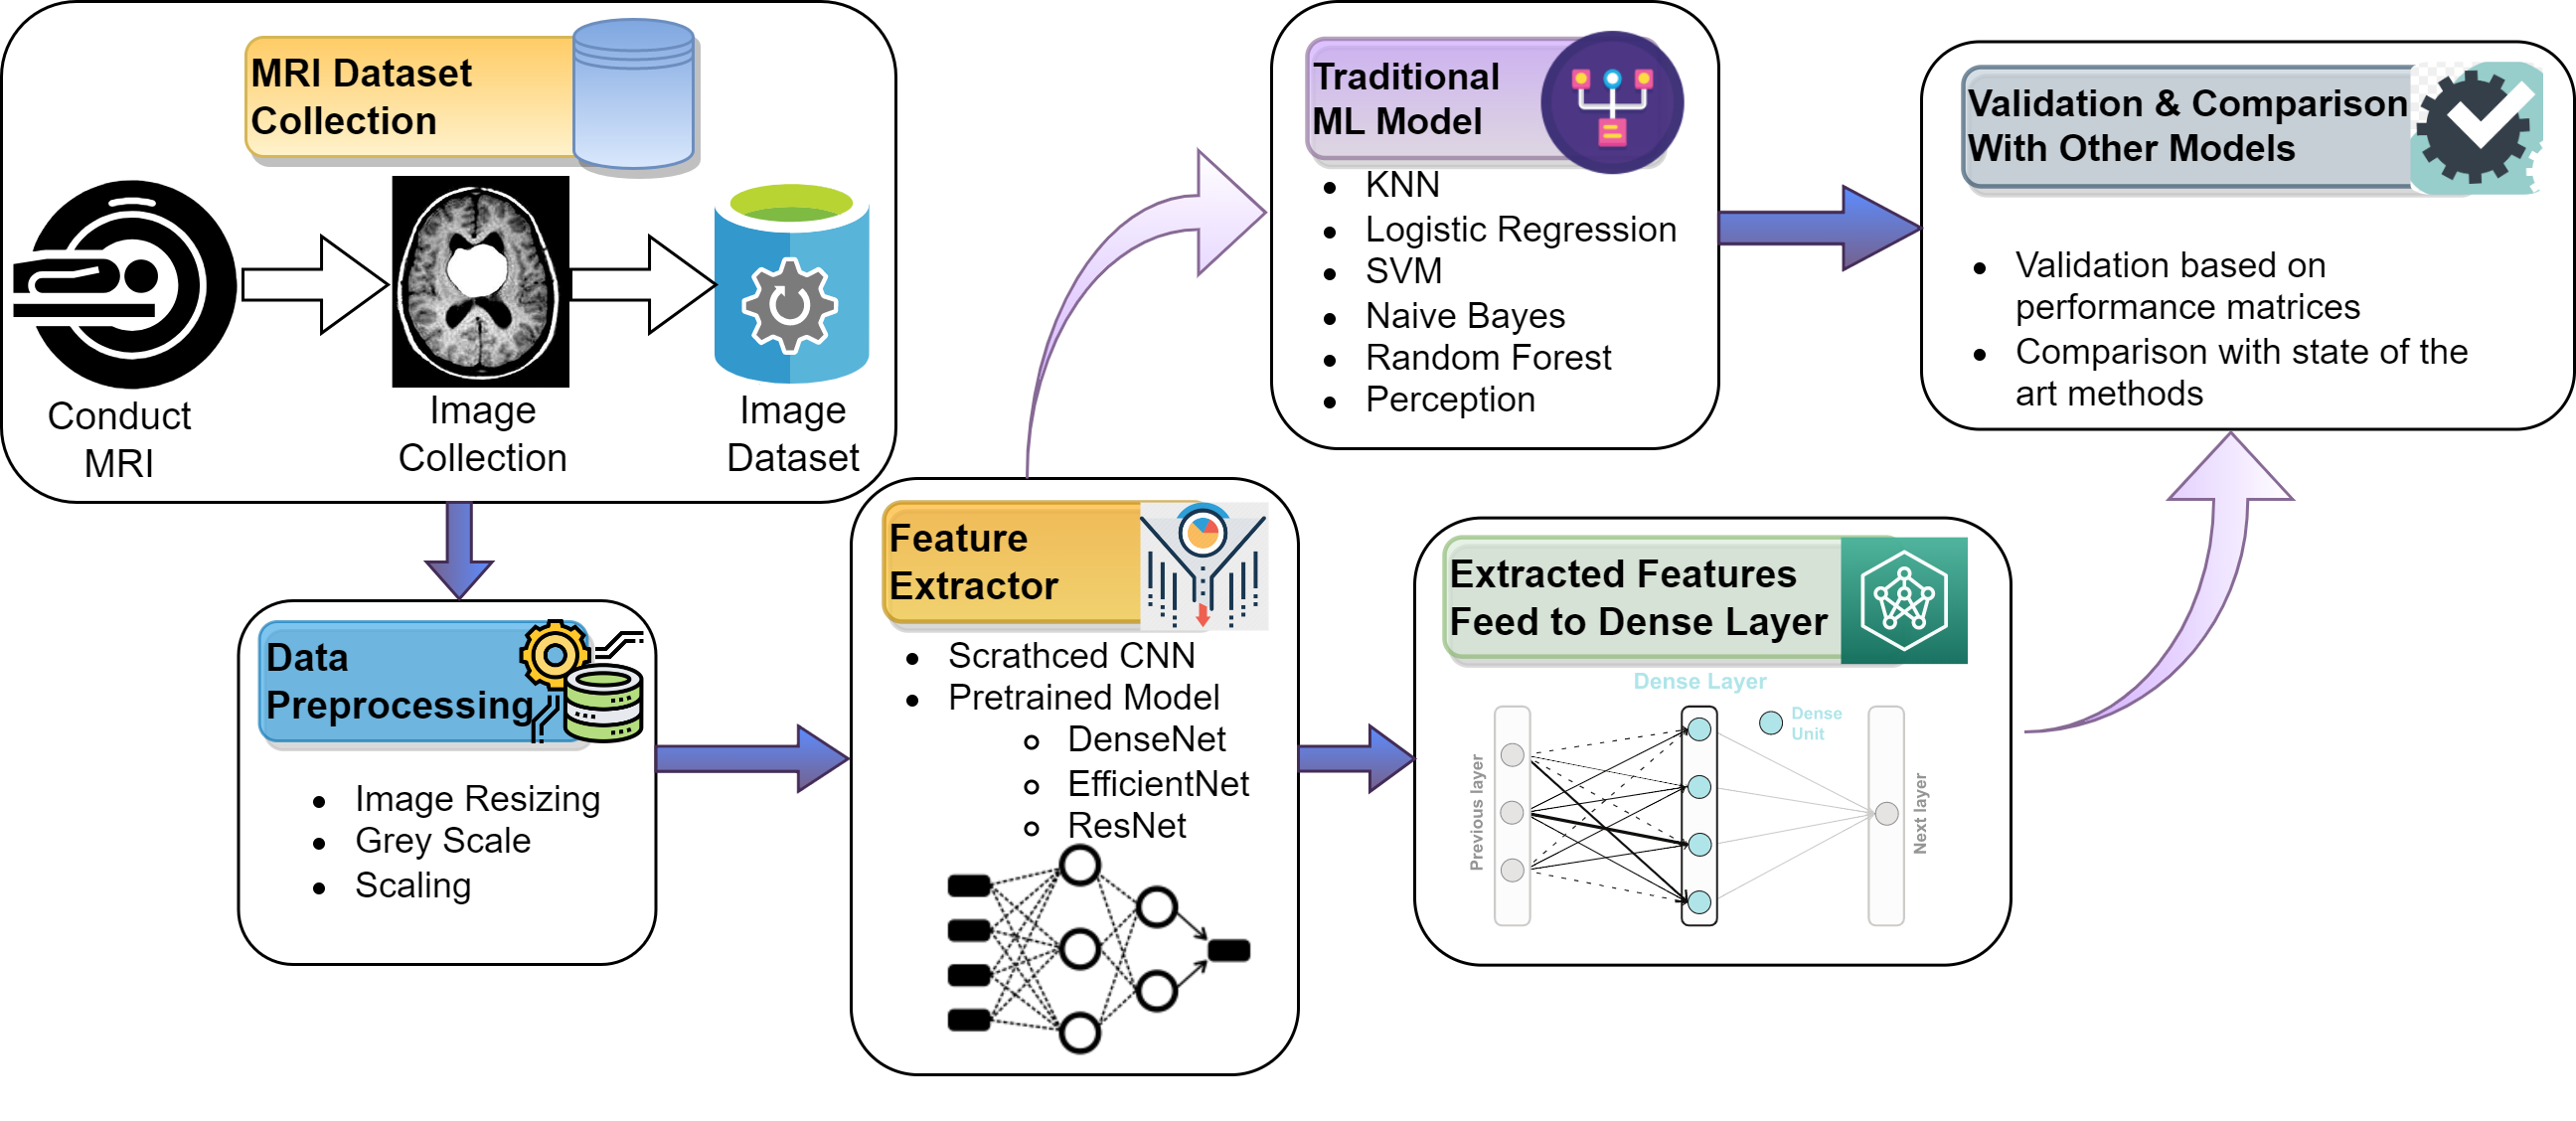 MRI Dataset
Collection
Conduct
MRI
Image
Collection
Image
Dataset
Data
Preprocessing
Image Resizing
Grey Scale
Scaling
Feature
Extractor
Scrathced CNN
Pretrained Model
DenseNet
EfficientNet
ResNet
Traditional
ML Model
KNN
Logistic Regression
SVM
Naive Bayes
Random Forest
Perception
Extracted Features
Feed to Dense Layer
Dense Layer
Dense
Unit
Previous layer
Next layer
Validation & Comparison
With Other Models
Validation based on
performance matrices
Comparison with state of the
art methods